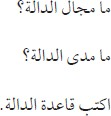 ما مجال الدالة؟
ما مدى الدالة؟
اكتب قاعدة الدالة.